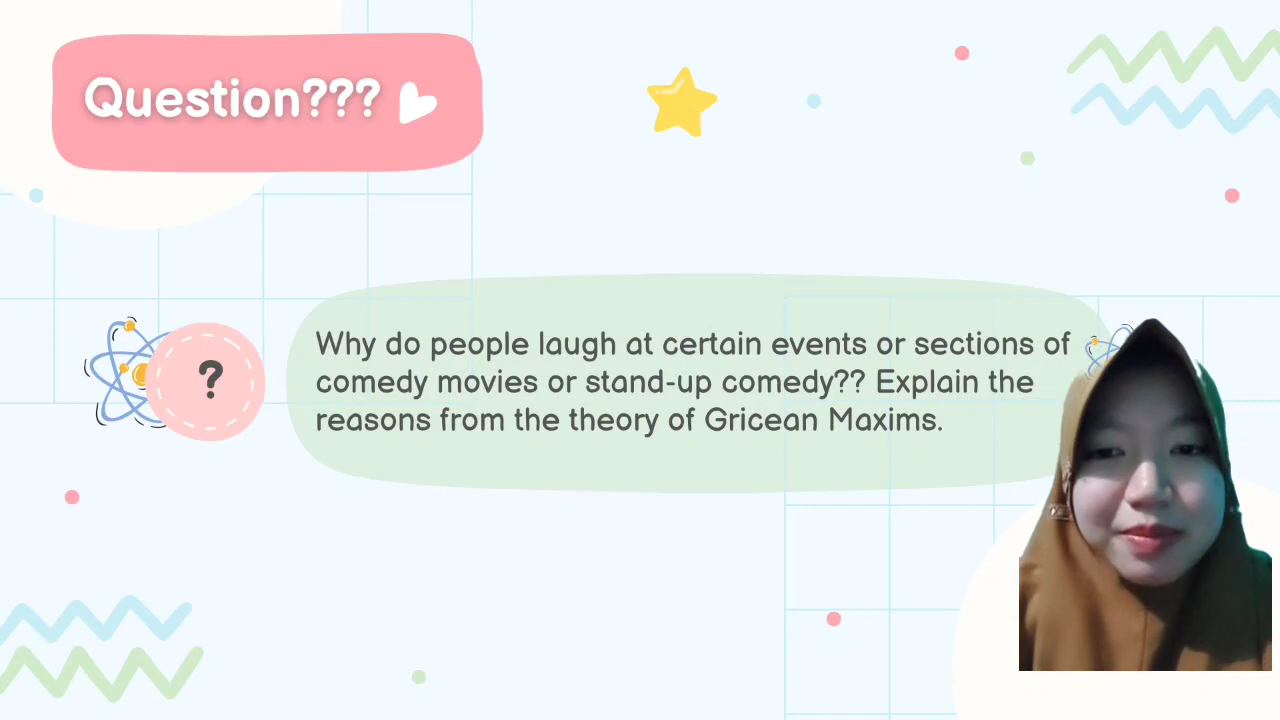 Question???
?
Why do people laugh at certain events or sections of
comedy movies or stand-up comedy?? Explain the
reasons from the theory of Gricean Maxims.